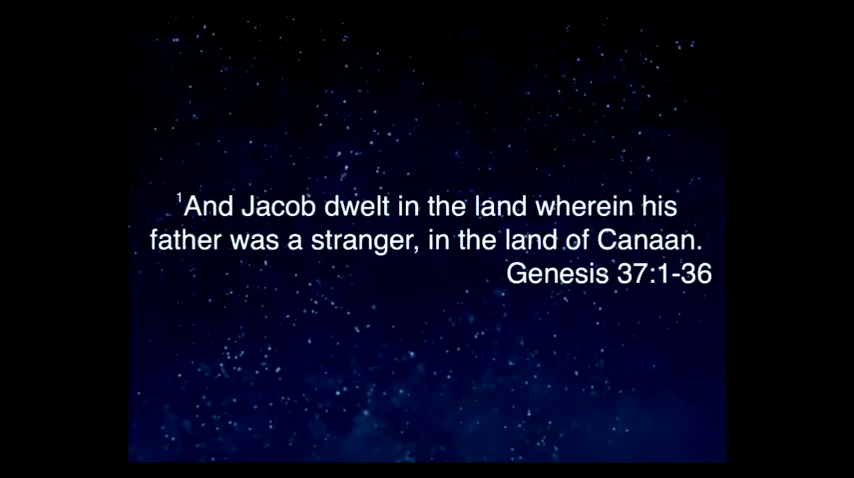 ¹And Jacob dwelt in the land wherein his
father was a stranger, in the land of Canaan.
Genesis 37:1-36